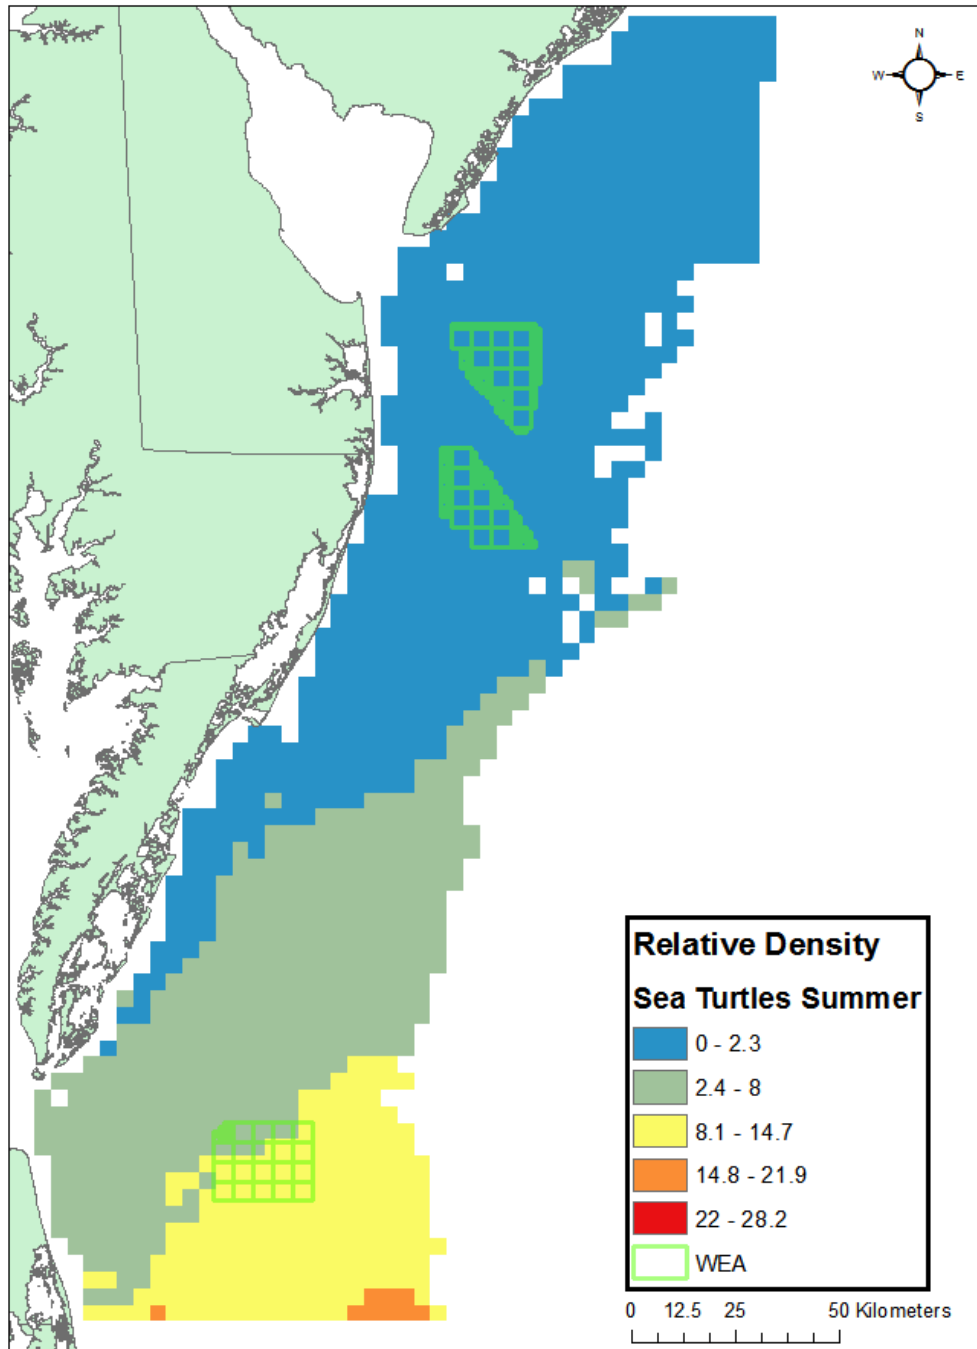 N
W E
S
Relative Density
Sea Turtles Summer
0 - 2.3
2.4 - 8
8.1 - 14.7
14.8 - 21.9
22 - 28.2
WEA
0 12.5 25 50 Kilometers